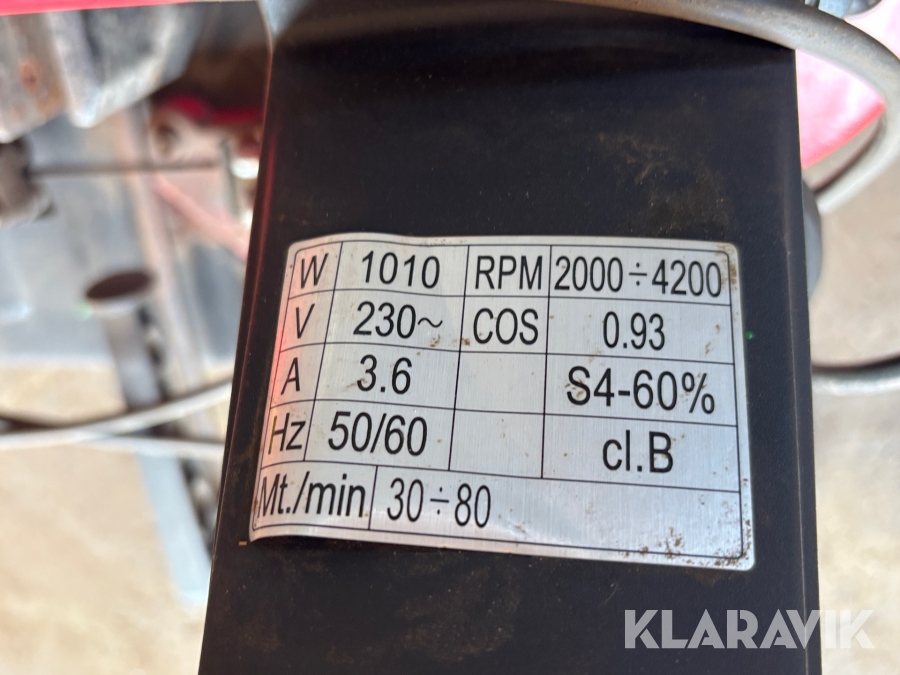 W 1010 RPM 2000÷4200
V 230~ COS 0.93
A 3.6 S4-60%
Hz 50/60 cl.B
Mt./min 30÷80
KLARAVIK